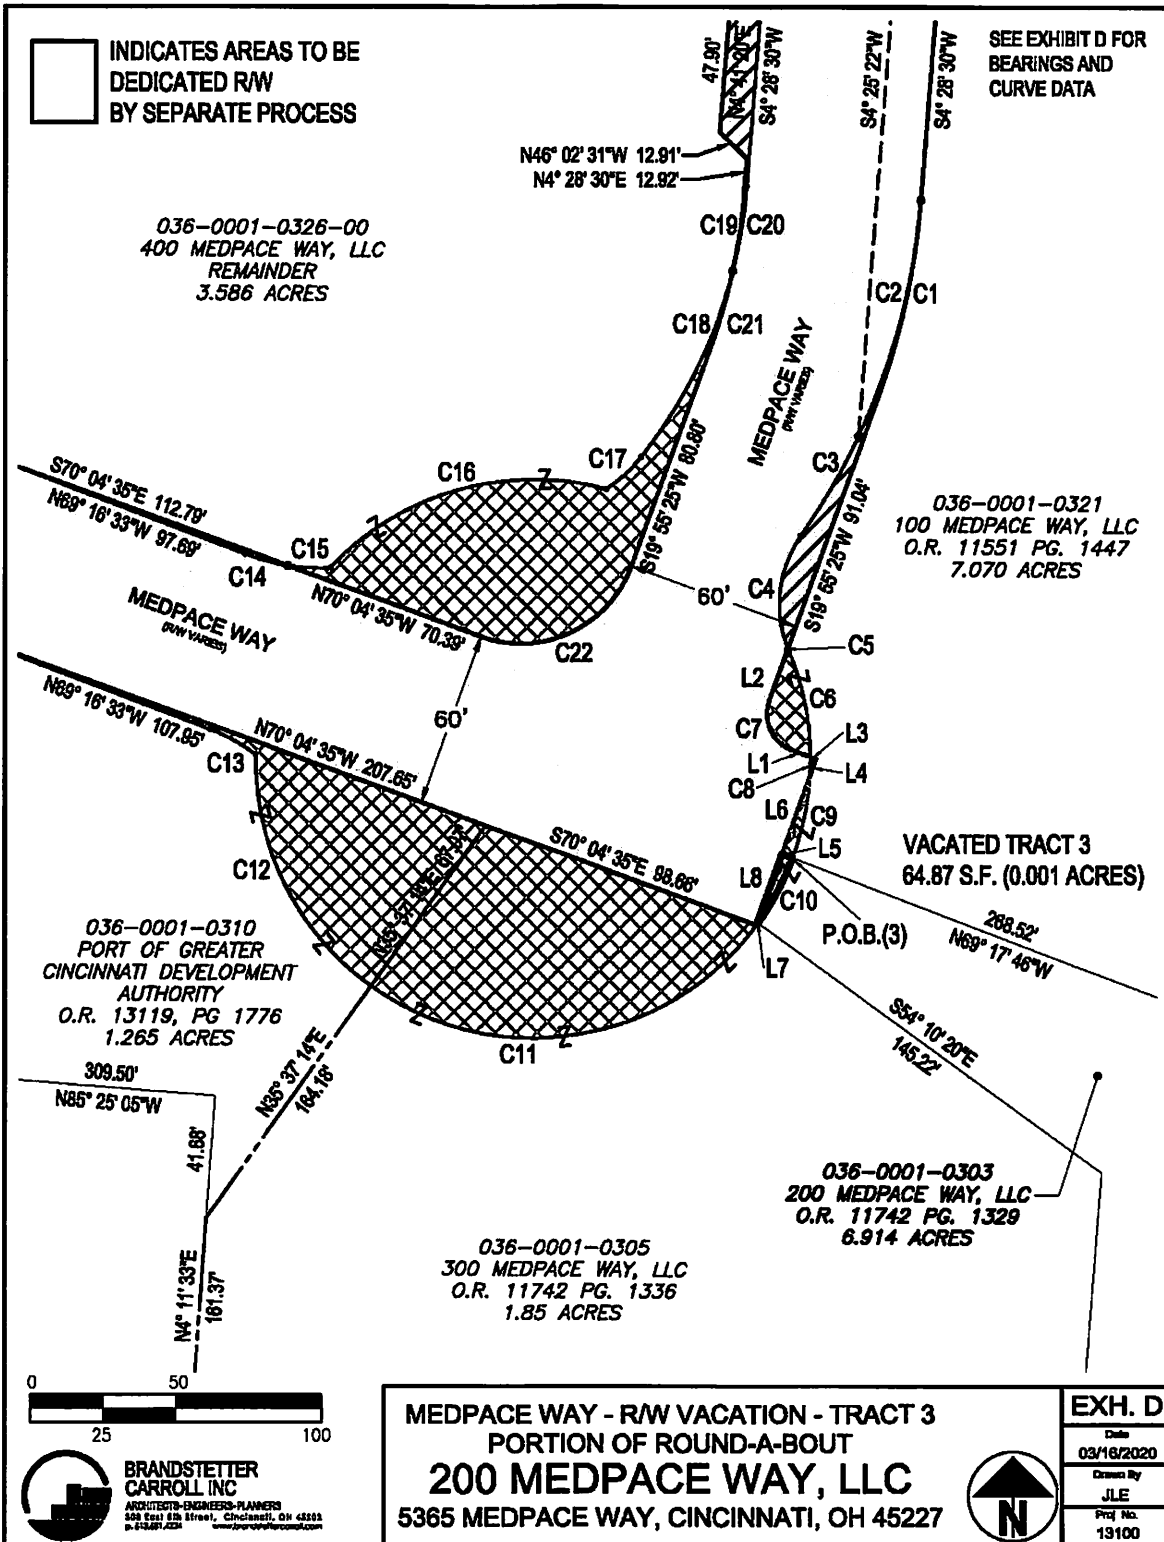 INDICATES AREAS TO BE
DEDICATED R/W
BY SEPARATE PROCESS
SEE EXHIBIT D FOR
BEARINGS AND
CURVE DATA
47.90'
N4° 41' 20"E
S4° 28' 30"W
S4° 25' 22"W
S4° 28' 30"W
N46° 02' 31"W 12.91'
N4° 28' 30"E 12.92'
036-0001-0326-00
400 MEDPACE WAY, LLC
REMAINDER
3.586 ACRES
C19
C20
C2
C1
C18
C21
MEDPACE WAY
(R/W VARIES)
C17
C16
C3
S70° 04' 35"E 112.79'
N69° 16' 33"W 97.69'
C15
C14
S19° 55' 25"W 80.80'
S19° 55' 25"W 91.04'
036-0001-0321
100 MEDPACE WAY, LLC
O.R. 11551 PG. 1447
7.070 ACRES
C4
60'
MEDPACE WAY
(R/W VARIES)
N70° 04' 35"W 70.39'
C22
C5
L2
C6
N69° 16' 33"W 107.95'
60'
C7
L3
L1
C8
L4
C13
N70° 04' 35"W 207.65'
L6
C9
L5
S70° 04' 35"E 98.66'
VACATED TRACT 3
64.87 S.F. (0.001 ACRES)
C12
L8
C10
P.O.B.(3)
268.52'
N69° 17' 46"W
L7
036-0001-0310
PORT OF GREATER
CINCINNATI DEVELOPMENT
AUTHORITY
O.R. 13119, PG 1776
1.265 ACRES
C11
S54° 10' 20"E
145.22'
309.50'
N85° 25' 05"W
N35° 37' 14"E
164.18'
41.68'
036-0001-0303
200 MEDPACE WAY, LLC
O.R. 11742 PG. 1329
6.914 ACRES
036-0001-0305
300 MEDPACE WAY, LLC
O.R. 11742 PG. 1336
1.85 ACRES
N4° 11' 33"E
161.37'
0 50
25 100
BRANDSTETTER
CARROLL INC
ARCHITECTS-ENGINEERS-PLANNERS
MEDPACE WAY - R/W VACATION - TRACT 3
PORTION OF ROUND-A-BOUT
200 MEDPACE WAY, LLC
5365 MEDPACE WAY, CINCINNATI, OH 45227
N
EXH. D
Date
03/16/2020
Drawn By
JLE
Proj No.
13100